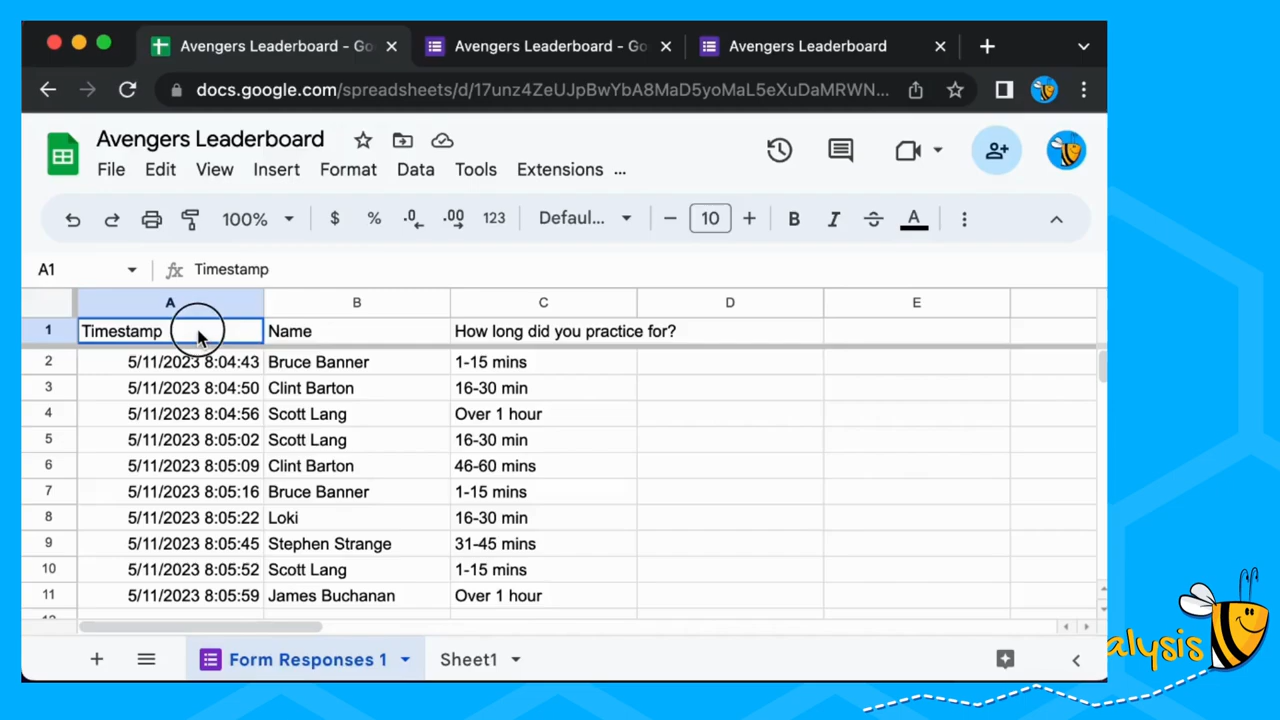 Avengers Leaderboard - Go
Avengers Leaderboard - Go
Avengers Leaderboard
docs.google.com/spreadsheets/d/17unz4ZeUJpBwYbA8MaD5yoMaL5eXuDaMRWN...
Avengers Leaderboard
File Edit View Insert Format Data Tools Extensions ...
100% $ % .0 .00 123 Defaul... 10 B I S A
A1 fx Timestamp
A B C D E
1 Timestamp Name How long did you practice for?
2 5/11/2023 8:04:43 Bruce Banner 1-15 mins
3 5/11/2023 8:04:50 Clint Barton 16-30 min
4 5/11/2023 8:04:56 Scott Lang Over 1 hour
5 5/11/2023 8:05:02 Scott Lang 16-30 min
6 5/11/2023 8:05:09 Clint Barton 46-60 mins
7 5/11/2023 8:05:16 Bruce Banner 1-15 mins
8 5/11/2023 8:05:22 Loki 16-30 min
9 5/11/2023 8:05:45 Stephen Strange 31-45 mins
10 5/11/2023 8:05:52 Scott Lang 1-15 mins
11 5/11/2023 8:05:59 James Buchanan Over 1 hour
Form Responses 1 Sheet1
alysis